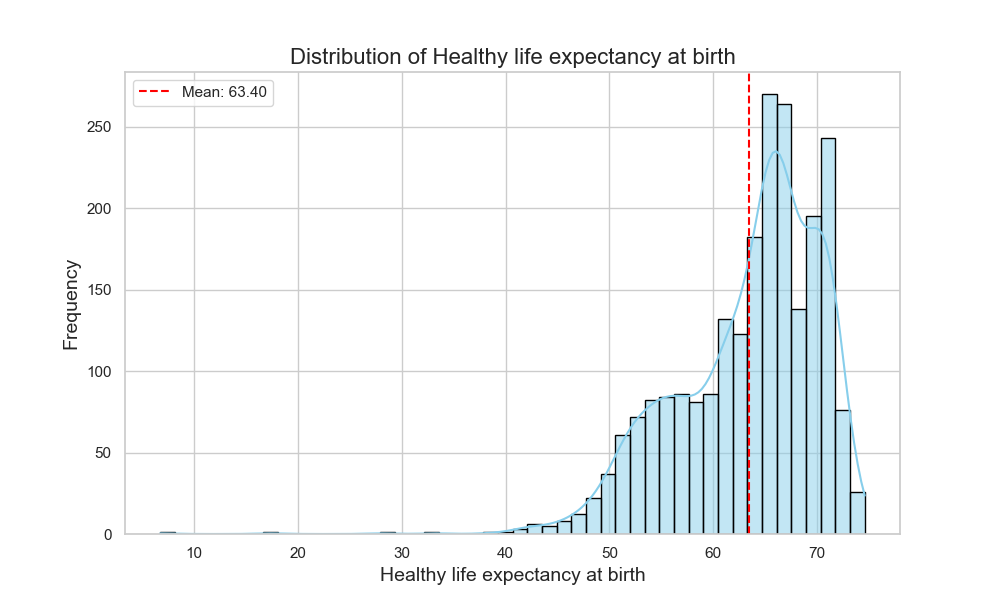 Distribution of Healthy life expectancy at birth
Mean: 63.40
250
200
150
100
50
0
Frequency
10 20 30 40 50 60 70
Healthy life expectancy at birth